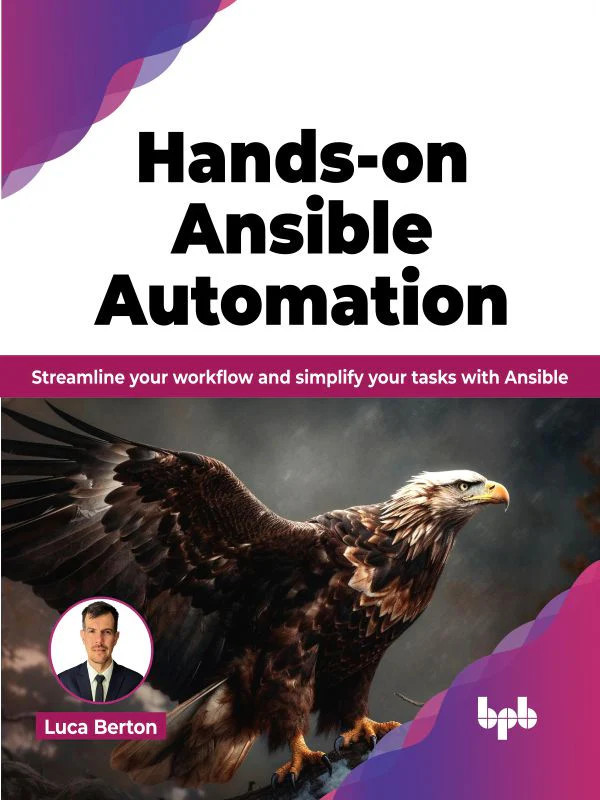 Hands-on
Ansible
Automation
Streamline your workflow and simplify your tasks with Ansible
Luca Berton
bpb